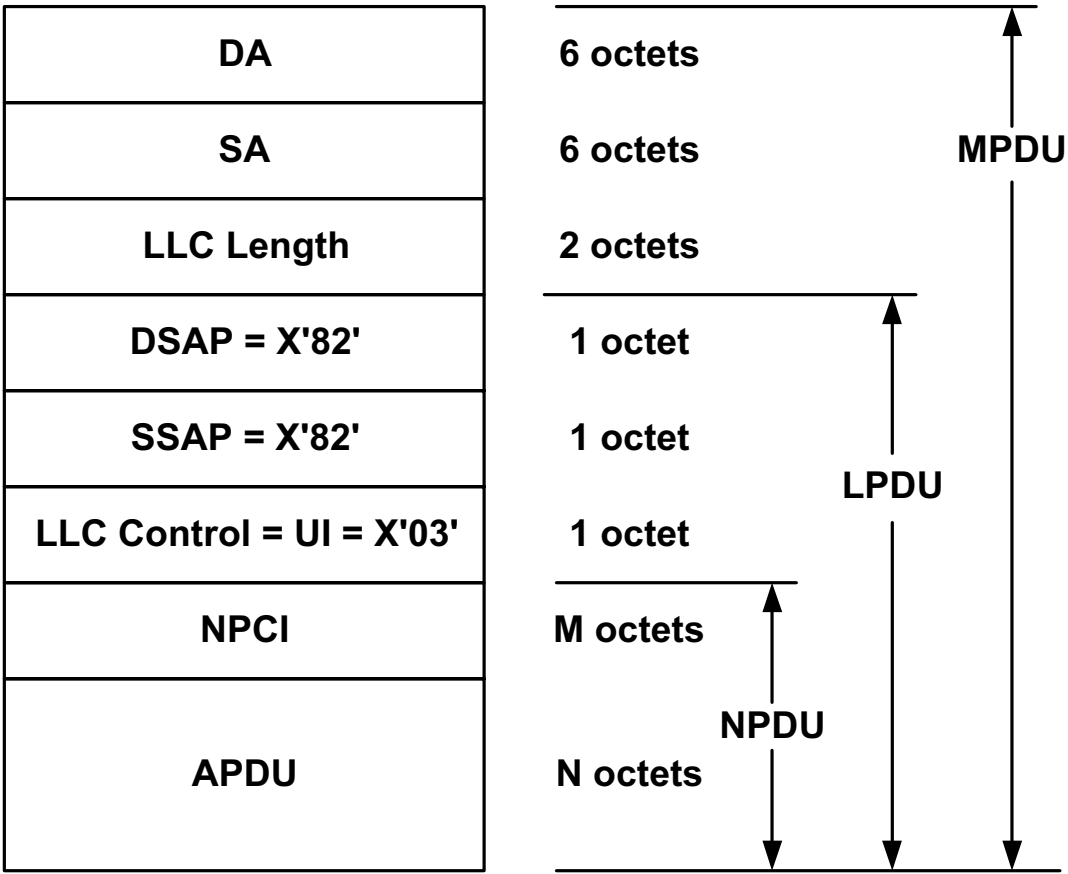 DA
6 octets
SA
6 octets
MPDU
LLC Length
2 octets
DSAP = X'82'
1 octet
SSAP = X'82'
1 octet
LPDU
LLC Control = UI = X'03'
1 octet
NPCI
M octets
NPDU
APDU
N octets